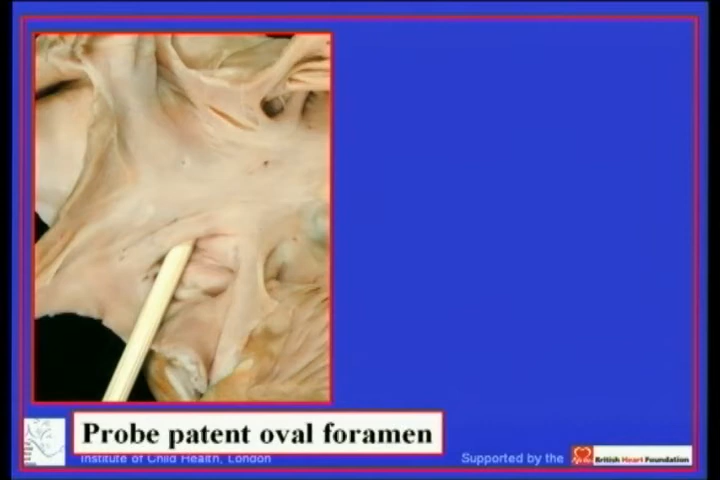 Probe patent oval foramen
Institute of Child Health, London
Supported by the
British Heart Foundation